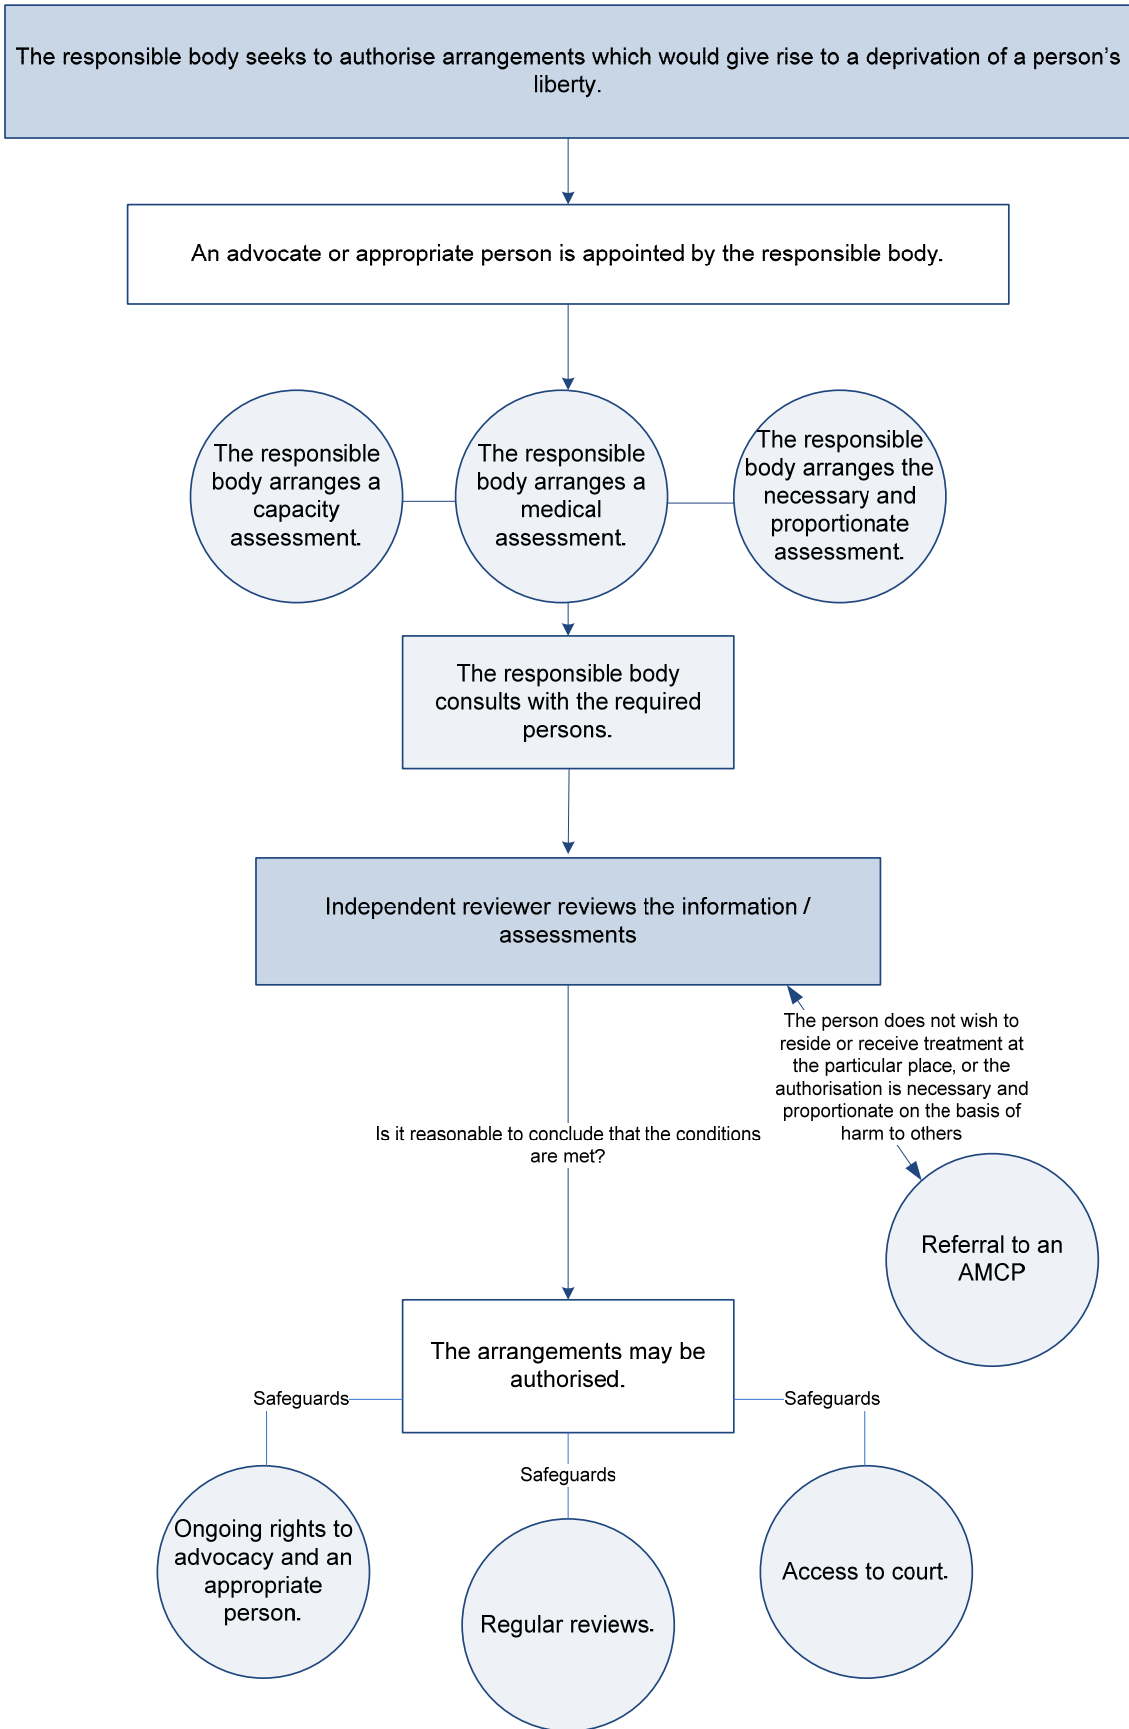 The responsible body seeks to authorise arrangements which would give rise to a deprivation of a person's
liberty.
An advocate or appropriate person is appointed by the responsible body.
The responsible
body arranges a
capacity
assessment.
The responsible
body arranges a
medical
assessment.
The responsible
body arranges the
necessary and
proportionate
assessment.
The responsible body
consults with the required
persons.
Independent reviewer reviews the information /
assessments
The person does not wish to
reside or receive treatment at
the particular place, or the
authorisation is necessary and
proportionate on the basis of
harm to others
Is it reasonable to conclude that the conditions
are met?
Referral to an
AMCP
The arrangements may be
authorised.
Safeguards
Safeguards
Safeguards
Ongoing rights to
advocacy and an
appropriate
person.
Regular reviews.
Access to court.